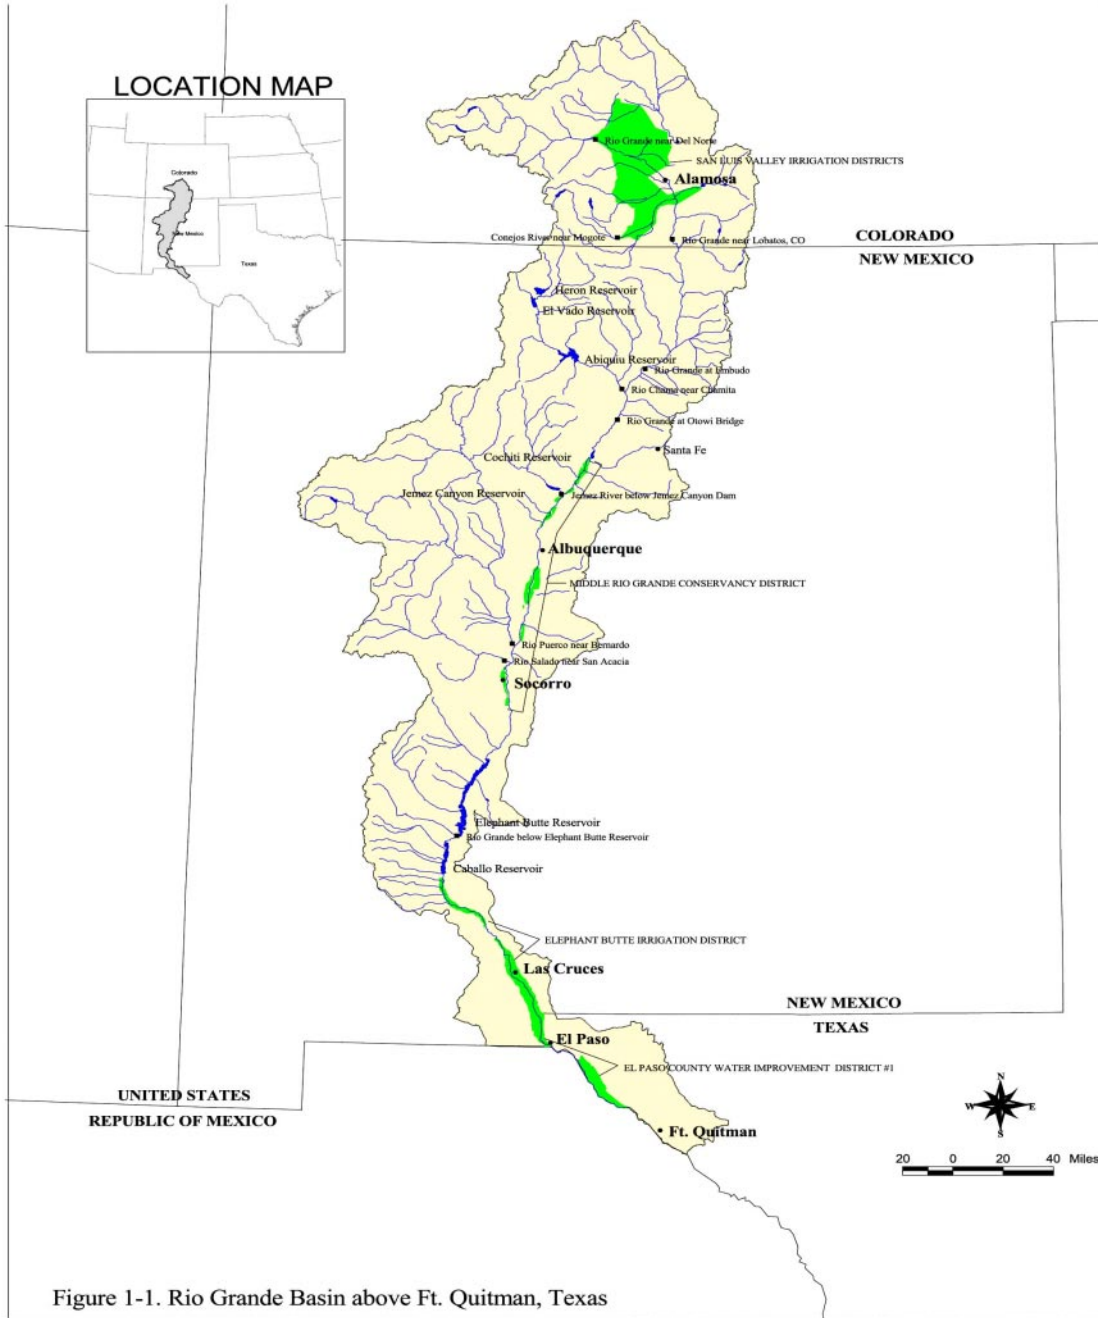 LOCATION MAP
Colorado
New Mexico
Texas
Rio Grande near Del Norte
SAN LUIS VALLEY IRRIGATION DISTRICTS
Alamosa
Conejos River near Mogote
Rio Grande near Lobatos, CO
COLORADO
NEW MEXICO
Heron Reservoir
El Vado Reservoir
Abiquiu Reservoir
Rio Grande at Embudo
Rio Chama near Chamita
Rio Grande at Otowi Bridge
Santa Fe
Cochiti Reservoir
Jemez Canyon Reservoir
Jemez River below Jemez Canyon Dam
Albuquerque
MIDDLE RIO GRANDE CONSERVANCY DISTRICT
Rio Puerco near Bernardo
Rio Salado near San Acacia
Socorro
Elephant Butte Reservoir
Rio Grande below Elephant Butte Reservoir
Caballo Reservoir
ELEPHANT BUTTE IRRIGATION DISTRICT
Las Cruces
NEW MEXICO
TEXAS
El Paso
EL PASO COUNTY WATER IMPROVEMENT DISTRICT #1
UNITED STATES
REPUBLIC OF MEXICO
Ft. Quitman
N
W
E
S
20 0 20 40 Miles
Figure 1-1. Rio Grande Basin above Ft. Quitman, Texas